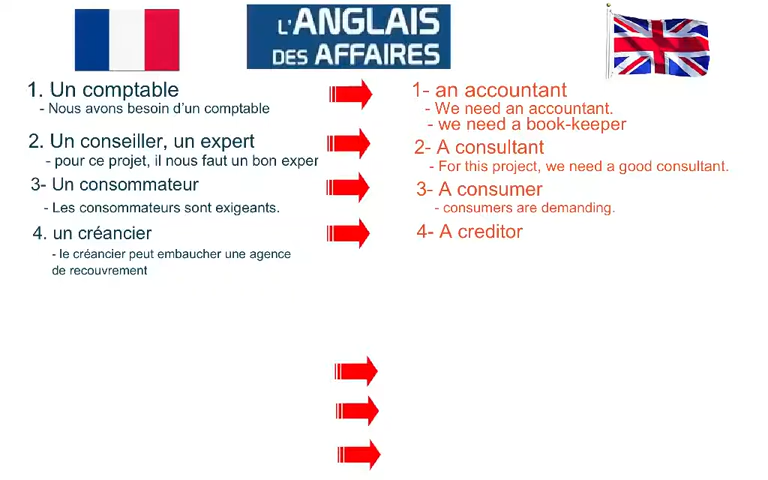 L'ANGLAIS
DES AFFAIRES
1. Un comptable
- Nous avons besoin d'un comptable
2. Un conseiller, un expert
- pour ce projet, il nous faut un bon exper
3- Un consommateur
- Les consommateurs sont exigeants.
4. un créancier
- le créancier peut embaucher une agence
de recouvrement
1- an accountant
- We need an accountant.
- we need a book-keeper
2- A consultant
- For this project, we need a good consultant.
3- A consumer
- consumers are demanding.
4- A creditor